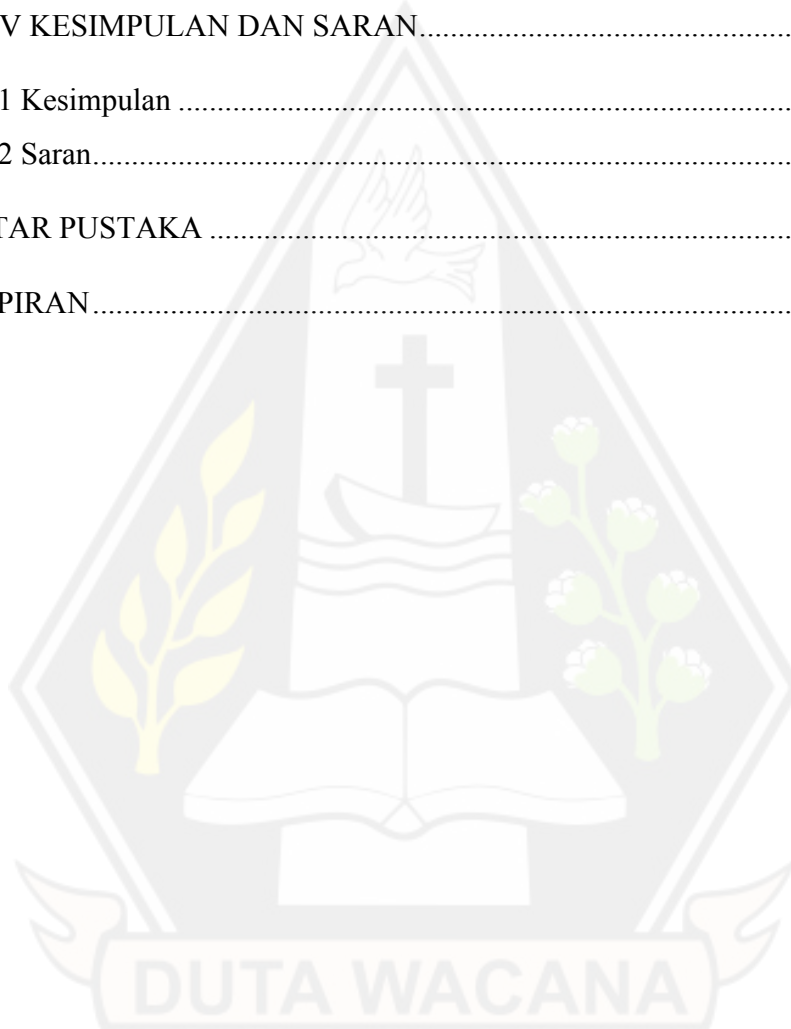 V KESIMPULAN DAN SARAN.......................................................
1 Kesimpulan ...............................................................................
2 Saran..........................................................................................
TAR PUSTAKA ...........................................................................
PIRAN..........................................................................................
DUTA WACANA